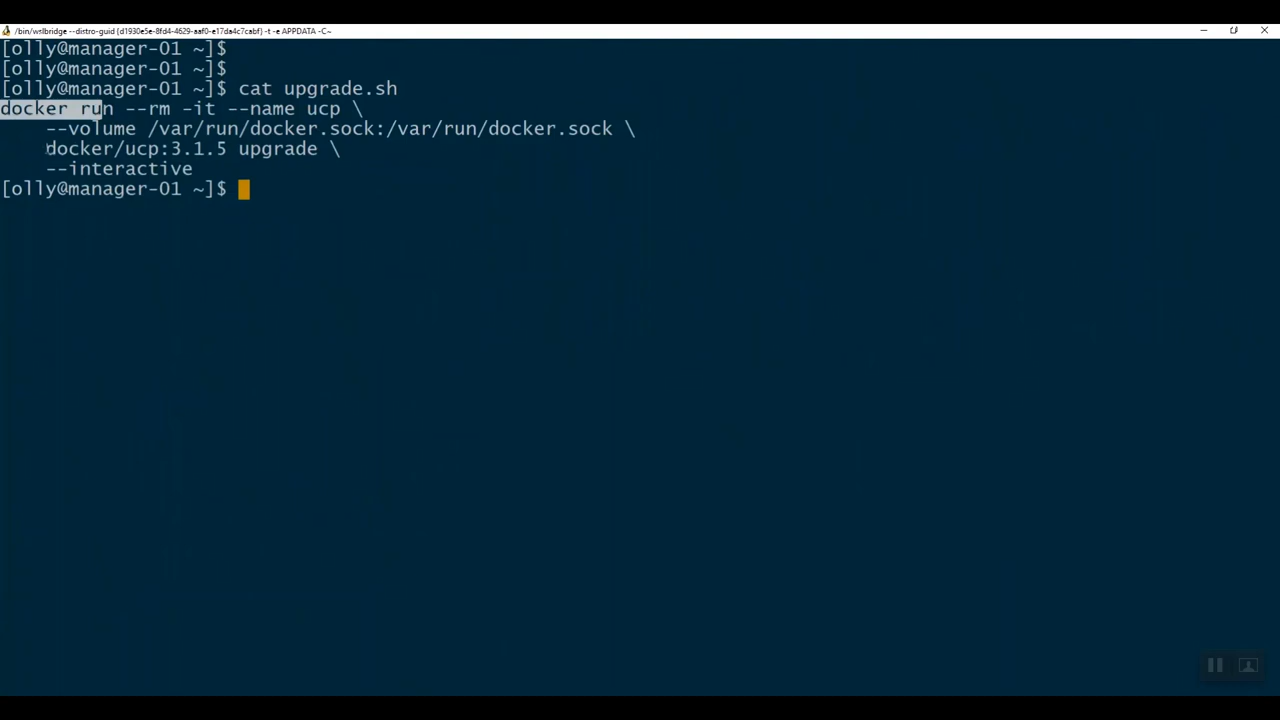 /bin/wslbridge --distro-guid {d1930e5e-8fd4-4629-aaf0-e17da4c7cabf} -t -e APPDATA -C~
[olly@manager-01 ~]$
[olly@manager-01 ~]$
[olly@manager-01 ~]$ cat upgrade.sh
docker run --rm -it --name ucp \
    --volume /var/run/docker.sock:/var/run/docker.sock \
    docker/ucp:3.1.5 upgrade \
    --interactive
[olly@manager-01 ~]$